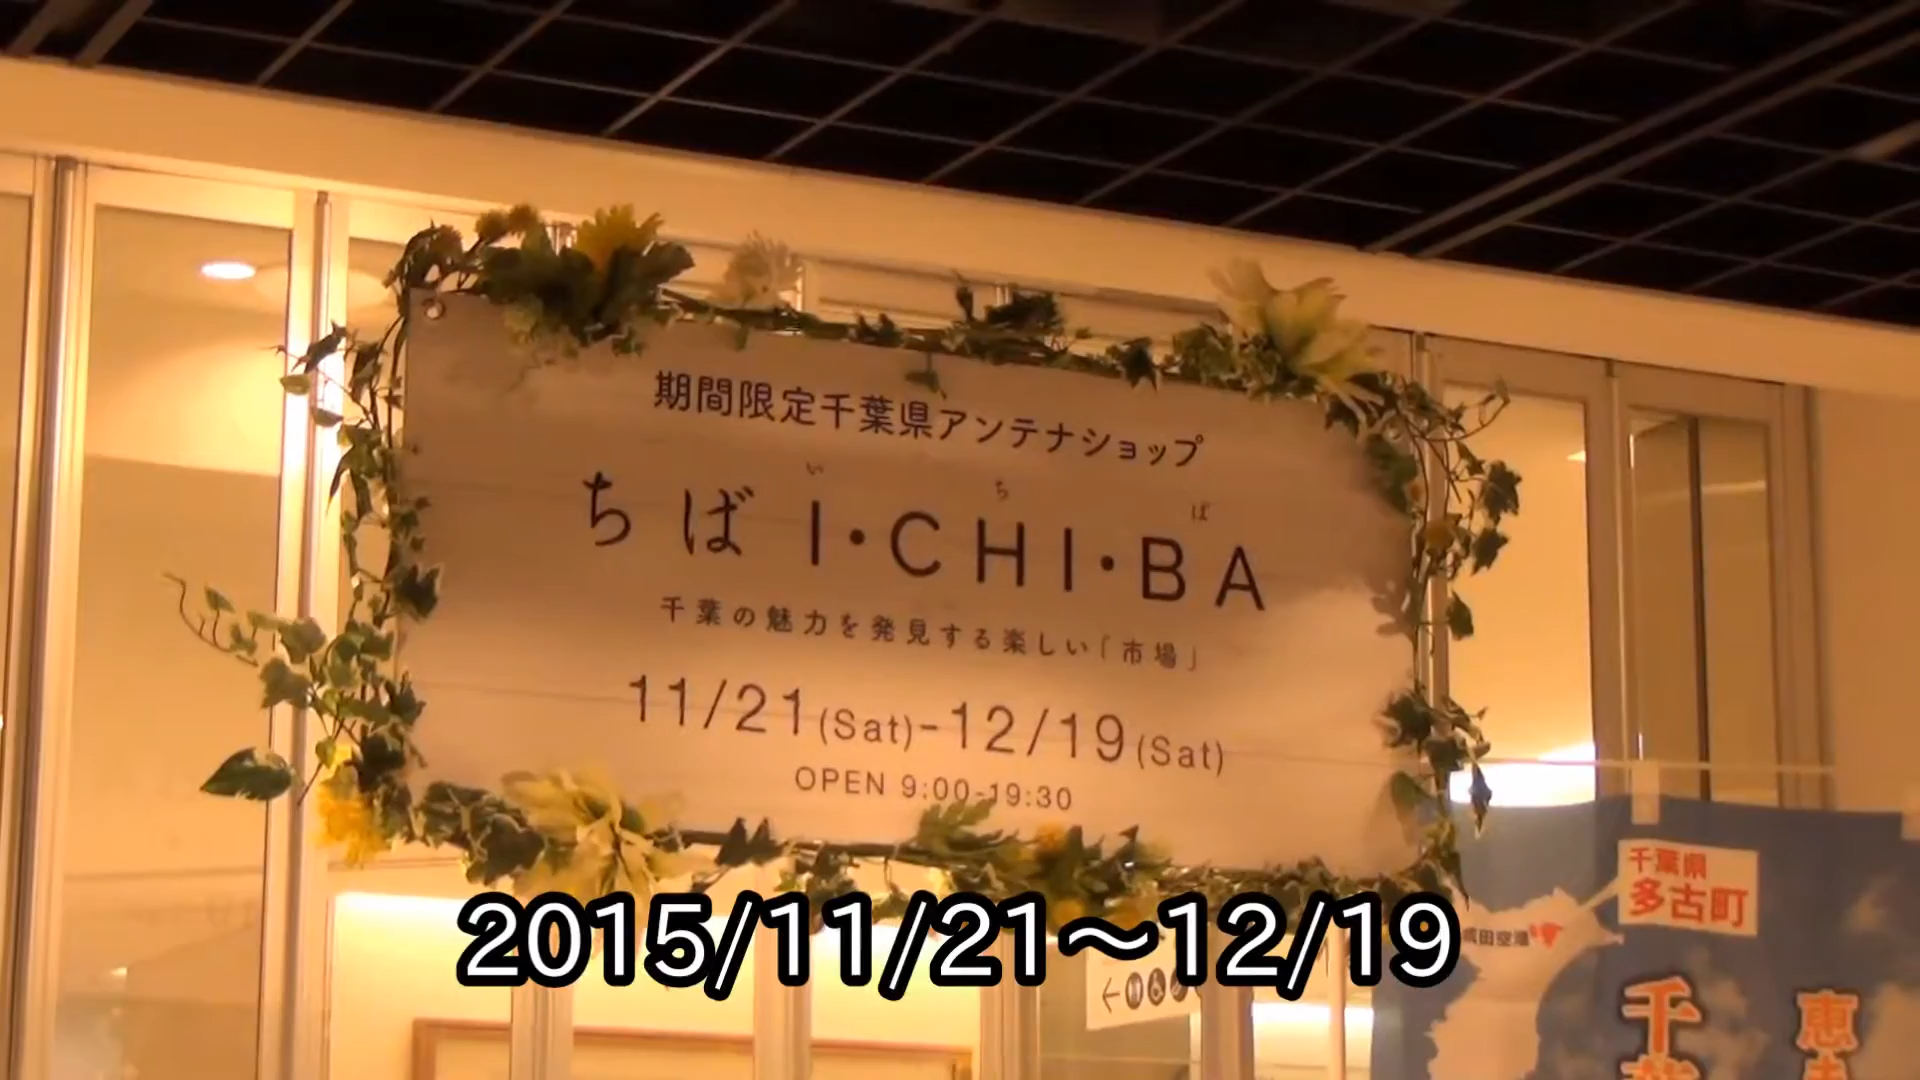 期間限定千葉県アンテナショップ
い ち ば
ちば I・CHI・BA
千葉の魅力を発見する楽しい「市場」
11/21(Sat)-12/19(Sat)
OPEN 9:00-19:30
千葉県
多古町
成田空港
千葉
恵
2015/11/21〜12/19